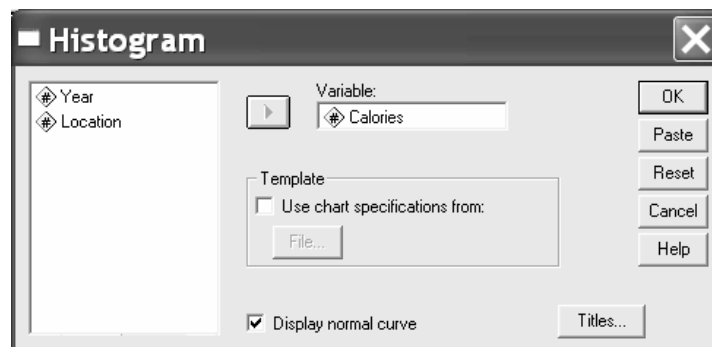 Histogram
Year
Location
Variable:
Calories
Template
Use chart specifications from:
File...
Display normal curve
Titles...
OK
Paste
Reset
Cancel
Help